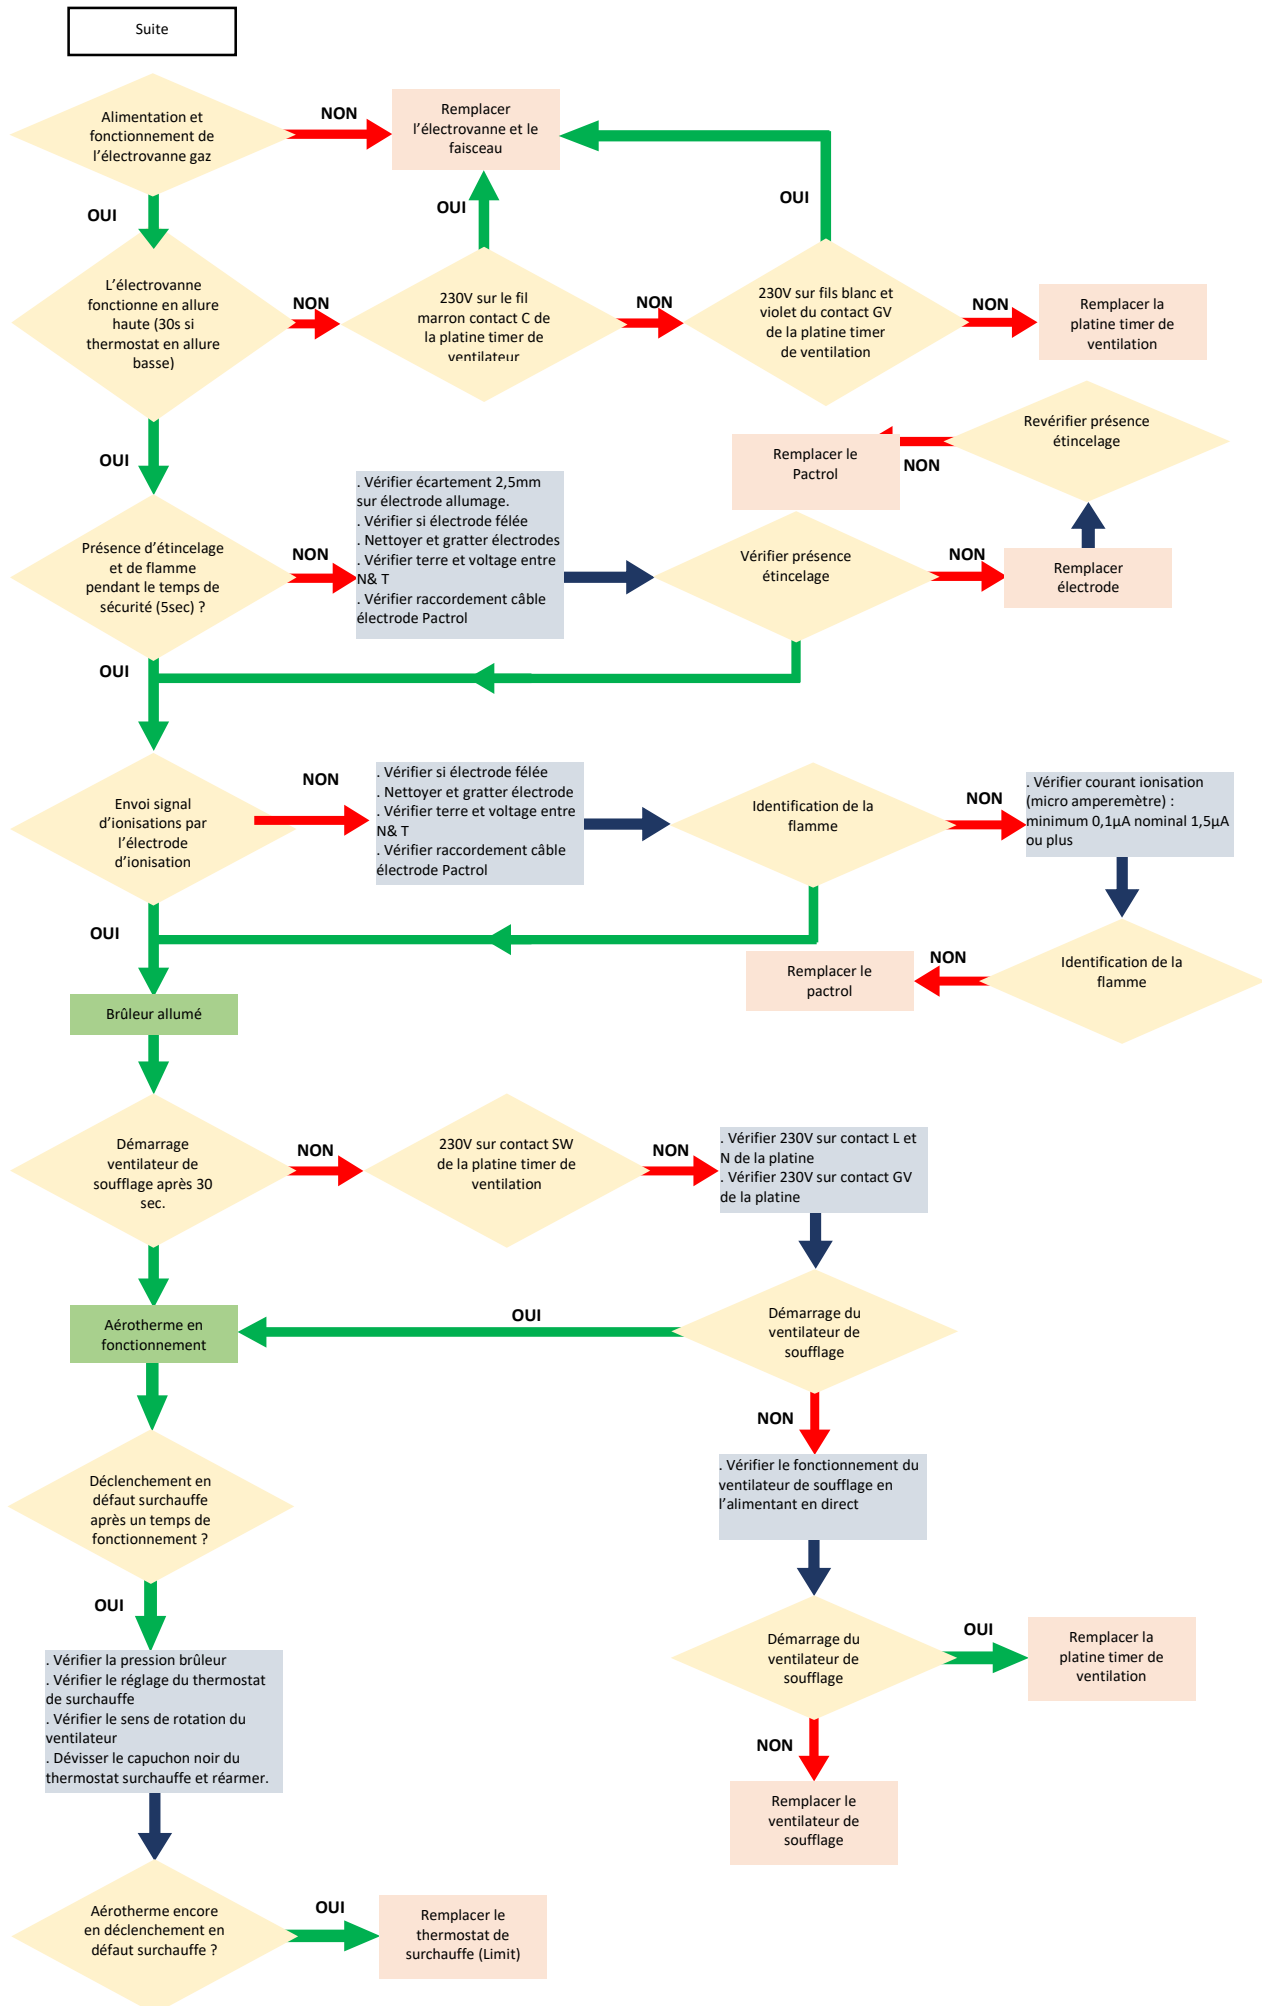 Suite
Alimentation et
fonctionnement de
l'électrovanne gaz
NON
Remplacer
l'électrovanne et le
faisceau
OUI
OUI
OUI
L'électrovanne
fonctionne en allure
haute (30s si
thermostat en allure
basse)
NON
230V sur le fil
marron contact C de
la platine timer de
ventilateur
NON
230V sur fils blanc et
violet du contact GV
de la platine timer
de ventilation
NON
Remplacer la
platine timer de
ventilation
OUI
Revérifier présence
étincelage
NON
Remplacer le
Pactrol
Présence d'étincelage
et de flamme
pendant le temps de
sécurité (5sec) ?
NON
. Vérifier écartement 2,5mm
sur électrode allumage.
. Vérifier si électrode félée
. Nettoyer et gratter électrodes
. Vérifier terre et voltage entre
N& T
. Vérifier raccordement câble
électrode Pactrol
Vérifier présence
étincelage
NON
Remplacer
électrode
OUI
Envoi signal
d'ionisations par
l'électrode
d'ionisation
NON
. Vérifier si électrode félée
. Nettoyer et gratter électrode
. Vérifier terre et voltage entre
N& T
. Vérifier raccordement câble
électrode Pactrol
Identification de la
flamme
NON
. Vérifier courant ionisation
(micro amperemètre) :
minimum 0,1µA nominal 1,5µA
ou plus
OUI
Identification de la
flamme
NON
Remplacer le
pactrol
Brûleur allumé
Démarrage
ventilateur de
soufflage après 30
sec.
NON
230V sur contact SW
de la platine timer de
ventilation
NON
. Vérifier 230V sur contact L et
N de la platine
. Vérifier 230V sur contact GV
de la platine
Aérotherme en
fonctionnement
OUI
Démarrage du
ventilateur de
soufflage
NON
. Vérifier le fonctionnement du
ventilateur de soufflage en
l'alimentant en direct
Déclenchement en
défaut surchauffe
après un temps de
fonctionnement ?
OUI
Démarrage du
ventilateur de
soufflage
OUI
Remplacer la
platine timer de
ventilation
NON
Remplacer le
ventilateur de
soufflage
. Vérifier la pression brûleur
. Vérifier le réglage du thermostat
de surchauffe
. Vérifier le sens de rotation du
ventilateur
. Dévisser le capuchon noir du
thermostat surchauffe et réarmer.
Aérotherme encore
en déclenchement en
défaut surchauffe ?
OUI
Remplacer le
thermostat de
surchauffe (Limit)